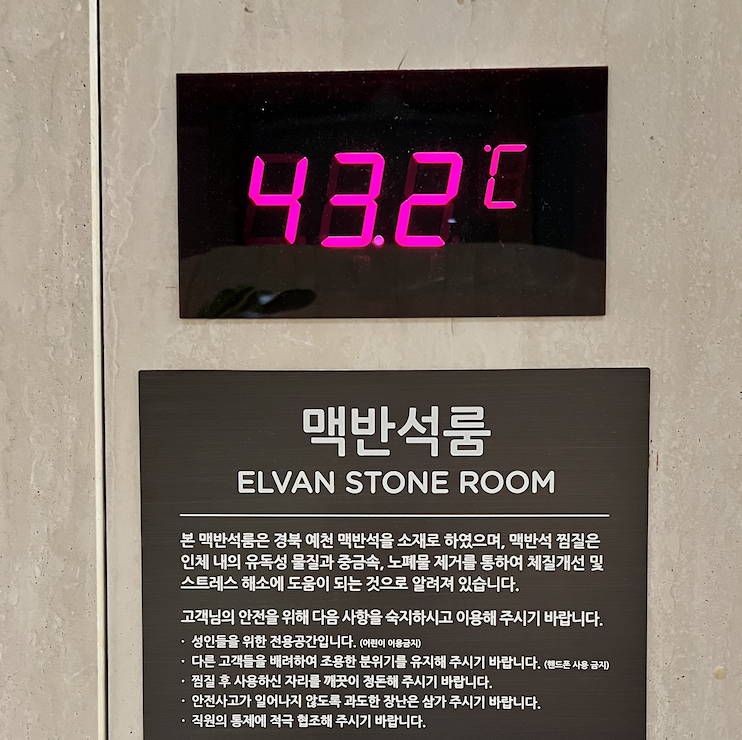 43.2 °C
맥반석룸
ELVAN STONE ROOM
본 맥반석룸은 경북 예천 맥반석을 소재로 하였으며, 맥반석 찜질은
인체 내의 유독성 물질과 중금속, 노폐물 제거를 통하여 체질개선 및
스트레스 해소에 도움이 되는 것으로 알려져 있습니다.
고객님의 안전을 위해 다음 사항을 숙지하시고 이용해 주시기 바랍니다.
· 성인들을 위한 전용공간입니다. (어린이 이용금지)
· 다른 고객들을 배려하여 조용한 분위기를 유지해 주시기 바랍니다. (핸드폰 사용 금지)
· 찜질 후 사용하신 자리를 깨끗이 정돈해 주시기 바랍니다.
· 안전사고가 일어나지 않도록 과도한 장난은 삼가 주시기 바랍니다.
· 직원의 통제에 적극 협조해 주시기 바랍니다.